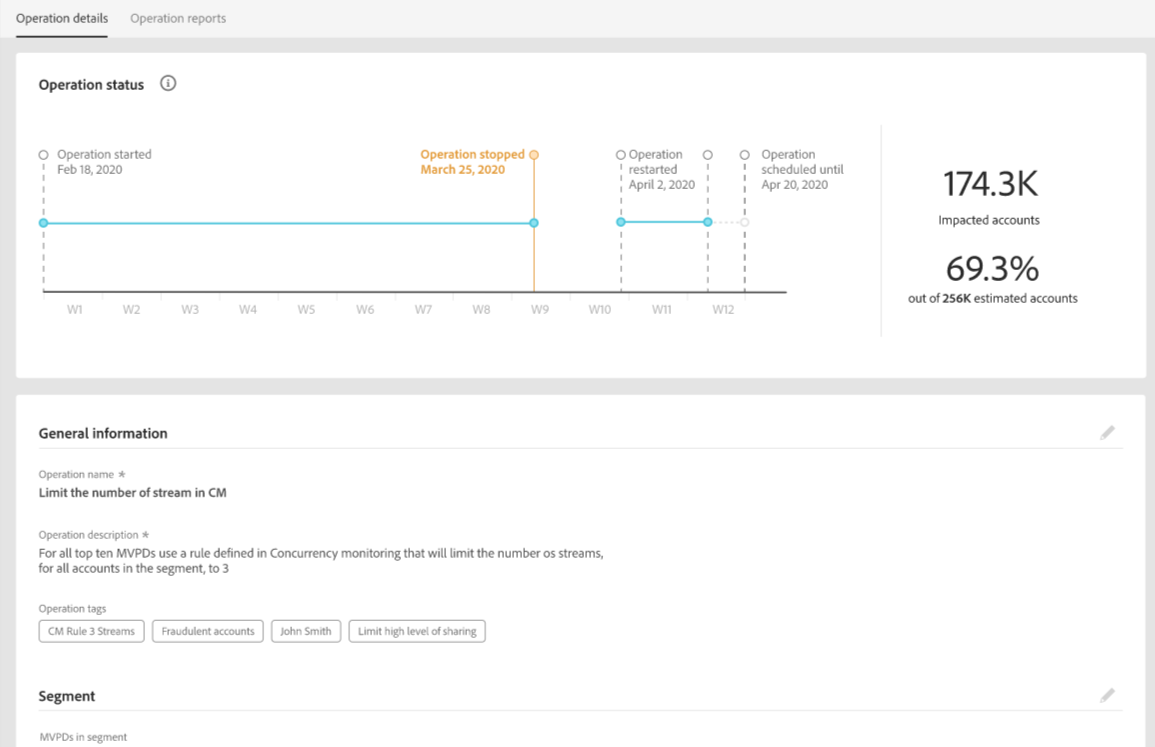 Operation details
Operation reports
Operation status
Operation started
Feb 18, 2020
Operation stopped
March 25, 2020
Operation
restarted
April 2, 2020
Operation
scheduled until
Apr 20, 2020
174.3K
Impacted accounts
69.3%
out of 256K estimated accounts
W1 W2 W3 W4 W5 W6 W7 W8 W9 W10 W11 W12
General information
Operation name *
Limit the number of stream in CM
Operation description *
For all top ten MVPDs use a rule defined in Concurrency monitoring that will limit the number os streams,
for all accounts in the segment, to 3
Operation tags
CM Rule 3 Streams
Fraudulent accounts
John Smith
Limit high level of sharing
Segment
MVPDs in segment